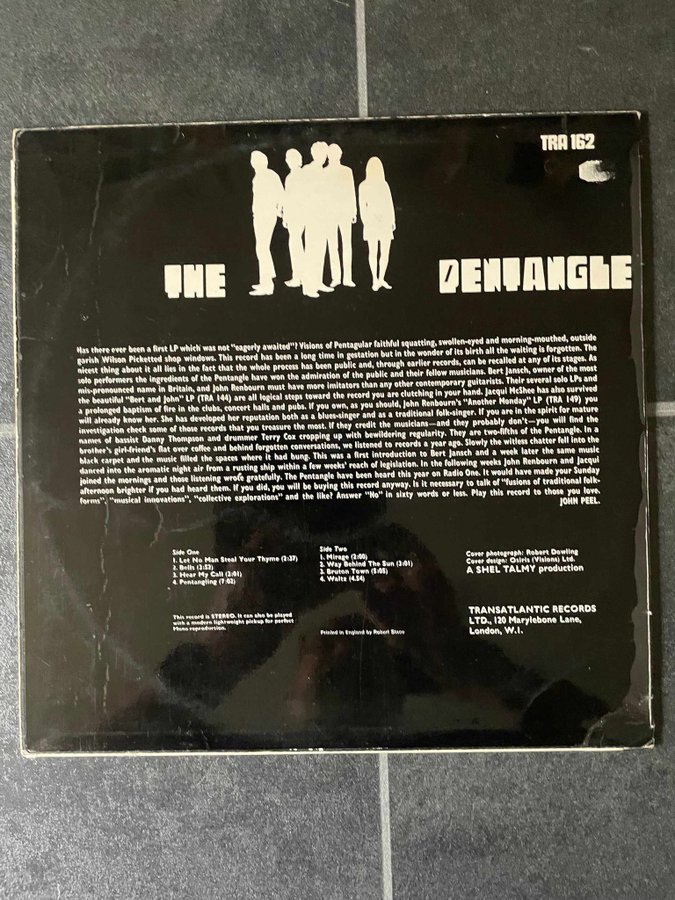 TRA 162
THE PENTANGLE
Has there ever been a first LP which was not "eagerly awaited"? Visions of Pentagular faithful squatting, swollen-eyed and morning-mouthed, outside
garish Wilson Picketted shop windows. This record has been a long time in gestation but in the wonder of its birth all the waiting is forgotten. The
nicest thing about it all lies in the fact that the whole process has been public and, through earlier records, can be recalled at any of its stages. As
solo performers the ingredients of the Pentangle have won the admiration of the public and their fellow musicians. Bert Jansch, owner of the most
mis-pronounced name in Britain, and John Renbourn must have more imitators than any other contemporary guitarists. Their several solo LPs and
the beautiful "Bert and John" LP (TRA 144) are all logical steps toward the record you are clutching in your hand. Jacqui McShee has also survived
a prolonged baptism of fire in the clubs, concert halls and pubs. If you own, as you should, John Renbourn's "Another Monday" LP (TRA 149) you
will already know her. She has developed her reputation both as a blues-singer and as a traditional folk-singer. If you are in the spirit for mature
investigation check some of those records that you treasure the most. If they credit the musicians—and they probably don't—you will find the
names of bassist Danny Thompson and drummer Terry Cox cropping up with bewildering regularity. They are two-fifths of the Pentangle. In a
brother's girl-friend's flat over coffee and behind forgotten conversations, we listened to records a year ago. Slowly the witless chatter fell into the
black carpet and the music filled the spaces where it had bung. This was a first introduction to Bert Jansch and a week later the same music
danced into the aromatic night air from a rusting ship within a few weeks' reach of legislation. In the following weeks John Renbourn and Jacqui
joined the mornings and those listening wrote gratefully. The Pentangle have been heard this year on Radio One. It would have made your Sunday
afternoon brighter if you had heard them. If you did, you will be buying this record anyway. Is it necessary to talk of "fusions of traditional folk-
forms", "musical innovations", "collective explorations" and the like? Answer "No" in sixty words or less. Play this record to those you love.
JOHN PEEL.
Side One
1. Let No Man Steal Your Thyme (2:37)
2. Bells (3:52)
3. Hear My Call (3:01)
4. Pentangling (7:02)
Side Two
1. Mirage (2:00)
2. Way Behind The Sun (3:01)
3. Bruton Town (5:05)
4. Waltz (4.54)
Cover photograph: Robert Dowling
Cover design: Osiris (Visions) Ltd.
A SHEL TALMY production
This record is STEREO. It can also be played
with a modern lightweight pickup for perfect
Mono reproduction.
Printed in England by Robert Stace
TRANSATLANTIC RECORDS
LTD., 120 Marylebone Lane,
London, W.1.